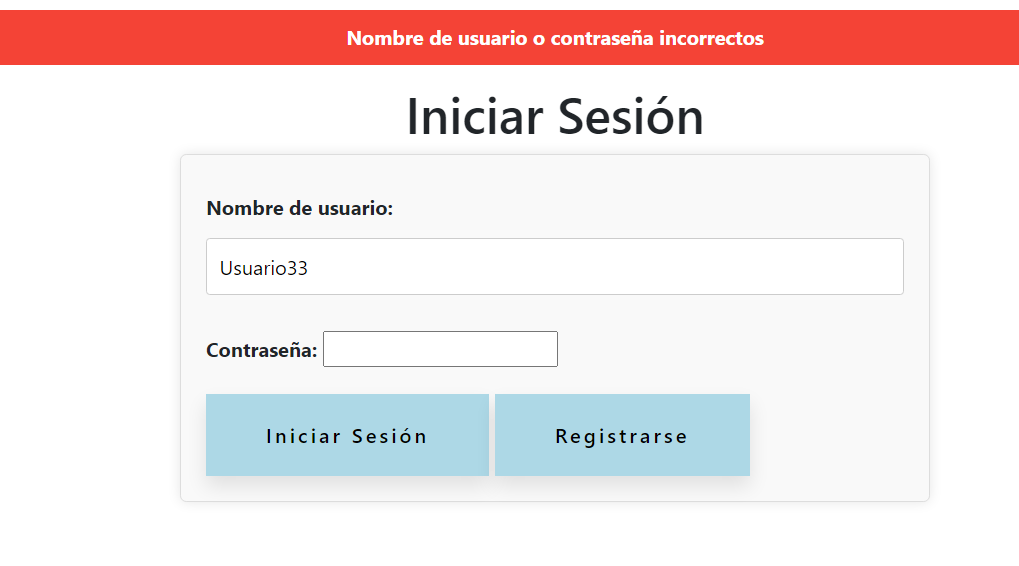 Nombre de usuario o contraseña incorrectos
Iniciar Sesión
Nombre de usuario:
Usuario33
Contraseña:
Iniciar Sesión
Registrarse